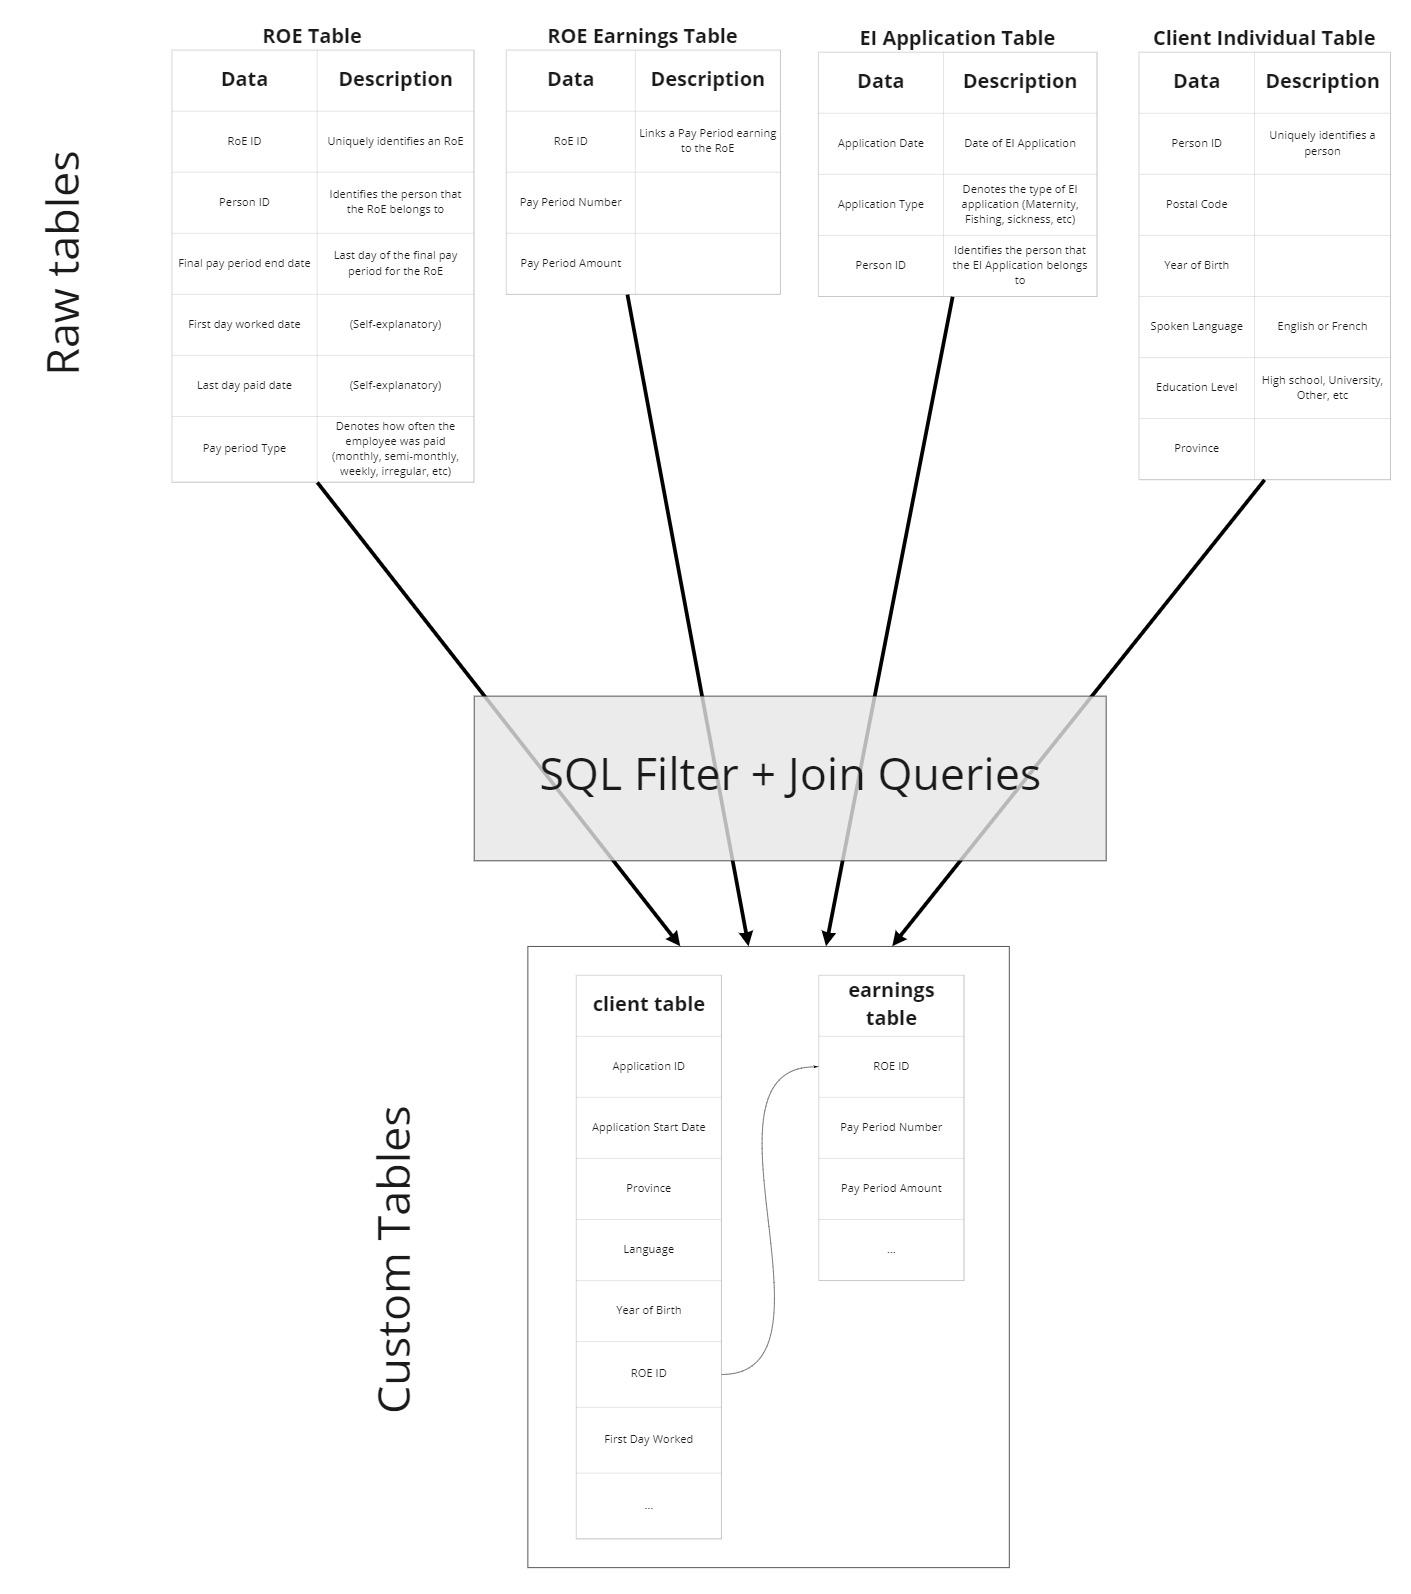 Raw tables
ROE Table
Data
Description
RoE ID
Uniquely identifies an RoE
Person ID
Identifies the person that
the RoE belongs to
Final pay period end date
Last day of the final pay
period for the RoE
First day worked date
(Self-explanatory)
Last day paid date
(Self-explanatory)
Pay period Type
Denotes how often the
employee was paid
(monthly, semi-monthly,
weekly, irregular, etc)
ROE Earnings Table
Data
Description
RoE ID
Links a Pay Period earning
to the RoE
Pay Period Number
Pay Period Amount
EI Application Table
Data
Description
Application Date
Date of EI Application
Application Type
Denotes the type of EI
application (Maternity,
Fishing, sickness, etc)
Person ID
Identifies the person that
the EI Application belongs
to
Client Individual Table
Data
Description
Person ID
Uniquely identifies a
person
Postal Code
Year of Birth
Spoken Language
English or French
Education Level
High school, University,
Other, etc
Province
SQL Filter + Join Queries
Custom Tables
client table
Application ID
Application Start Date
Province
Language
Year of Birth
ROE ID
First Day Worked
...
earnings
table
ROE ID
Pay Period Number
Pay Period Amount
...